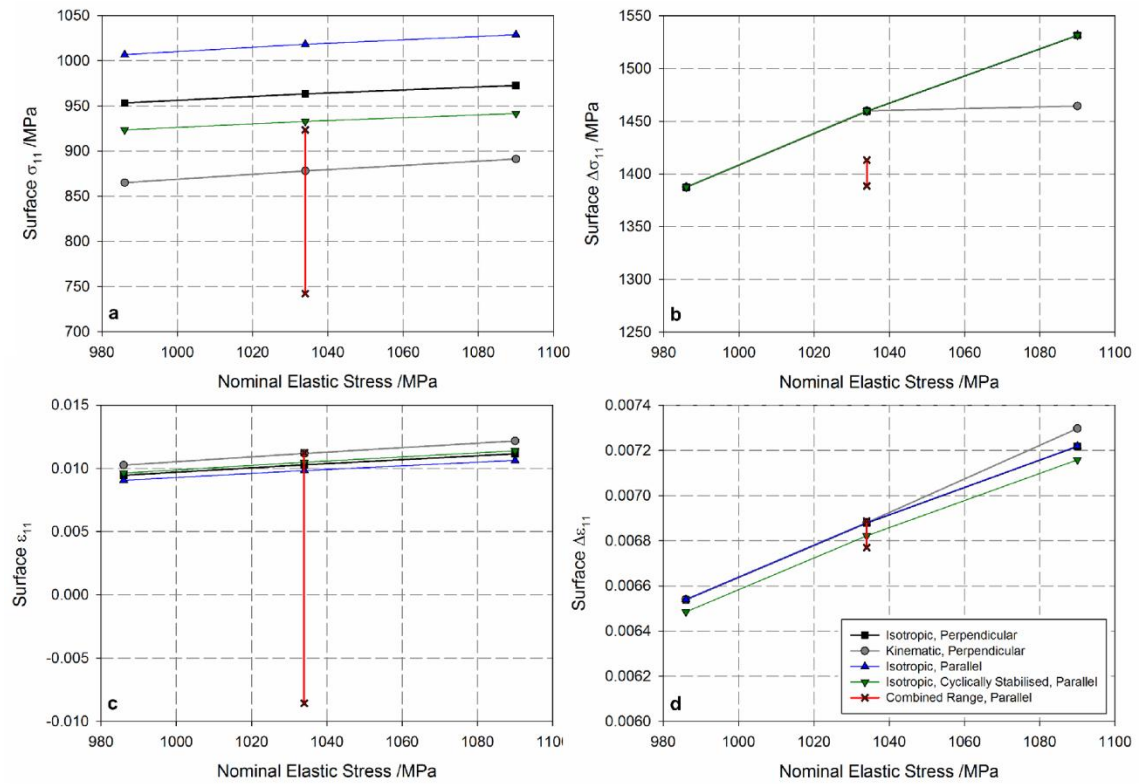 1050
1000
950
900
850
800
750
700
Surface σ11 /MPa
a
980 1000 1020 1040 1060 1080 1100
Nominal Elastic Stress /MPa
1550
1500
1450
1400
1350
1300
1250
Surface Δσ11 /MPa
b
980 1000 1020 1040 1060 1080 1100
Nominal Elastic Stress /MPa
0.015
0.010
0.005
0.000
-0.005
-0.010
Surface ε11
c
980 1000 1020 1040 1060 1080 110
Nominal Elastic Stress /MPa
0.0074
0.0072
0.0070
0.0068
0.0066
0.0064
0.0062
0.0060
Surface Δε11
d
Isotropic, Perpendicular
Kinematic, Perpendicular
Isotropic, Parallel
Isotropic, Cyclically Stabilised, Parallel
Combined Range, Parallel
980 1000 1020 1040 1060 1080 1100
Nominal Elastic Stress /MPa